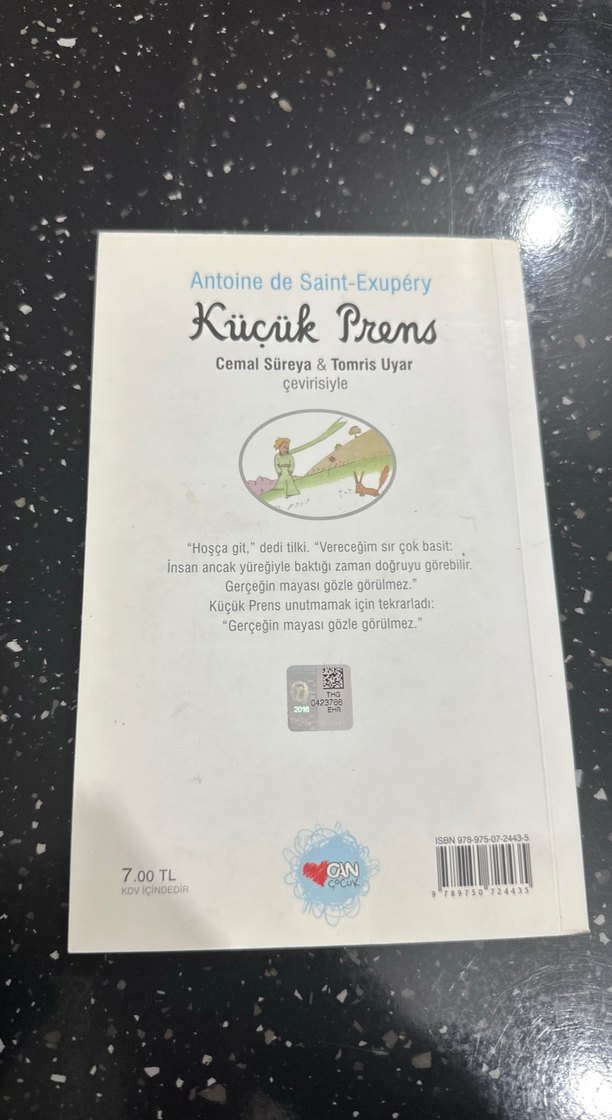 Antoine de Saint-Exupéry
Küçük Prens
Cemal Süreya & Tomris Uyar
çevirisiyle
“Hoşça git,” dedi tilki. “Vereceğim sır çok basit:
İnsan ancak yüreğiyle baktığı zaman doğruyu görebilir.
Gerçeğin mayası gözle görülmez.”
Küçük Prens unutmamak için tekrarladı:
“Gerçeğin mayası gözle görülmez.”
THG
2016 0423766
EHR
7.00 TL
KDV İÇİNDEDİR
CAN
ÇOCUK
ISBN 978-975-07-2443-5
9 789750 724435